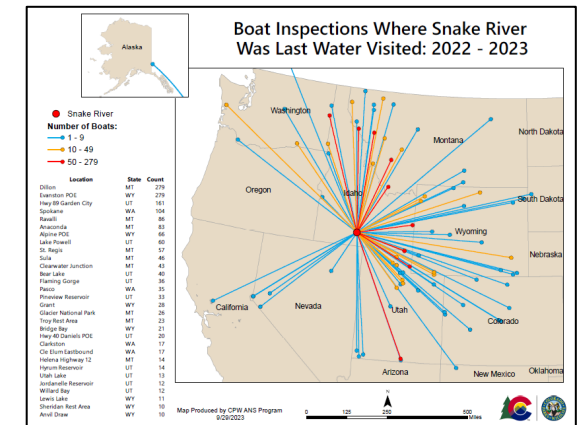 Boat Inspections Where Snake River
Was Last Water Visited: 2022 - 2023
Alaska
Snake River
Number of Boats:
1 - 9
10 - 49
50 - 279
Location State Count
Dillon MT 279
Evanston POE WY 279
Hwy 89 Garden City UT 161
Spokane WA 104
Ravalli MT 86
Anaconda MT 83
Alpine POE WY 66
Lake Powell UT 60
St. Regis MT 57
Sula MT 46
Clearwater Junction MT 43
Bear Lake UT 40
Flaming Gorge UT 36
Pasco WA 35
Pineview Reservoir UT 33
Grant WY 28
Glacier National Park MT 26
Troy Rest Area MT 23
Bridge Bay WY 21
Hwy 40 Daniels POE UT 20
Clarkston WA 17
Cle Elum Eastbound WA 17
Helena Highway 12 MT 14
Hyrum Reservoir UT 14
Utah Lake UT 13
Jordanelle Reservoir UT 12
Willard Bay UT 12
Lewis Lake WY 11
Sheridan Rest Area WY 10
Anvil Draw WY 10
Washington
Montana
North Dakota
Oregon
Idaho
South Dakota
Wyoming
Nebraska
California
Nevada
Utah
Colorado
Arizona
New Mexico
Oklahoma
Map Produced by CPW ANS Program
9/29/2023
N
0 125 250 500
Miles